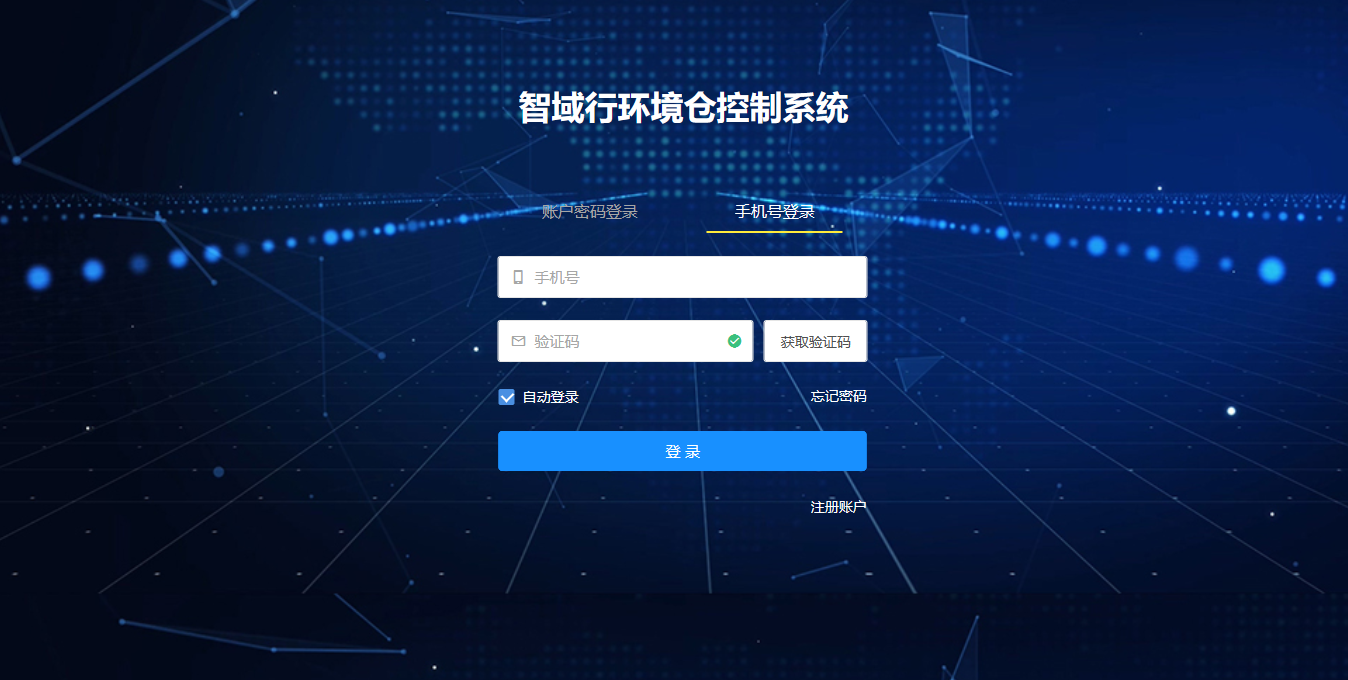 智域行环境仓控制系统
账户密码登录 手机号登录
手机号
验证码 获取验证码
自动登录 忘记密码
登 录
注册账户